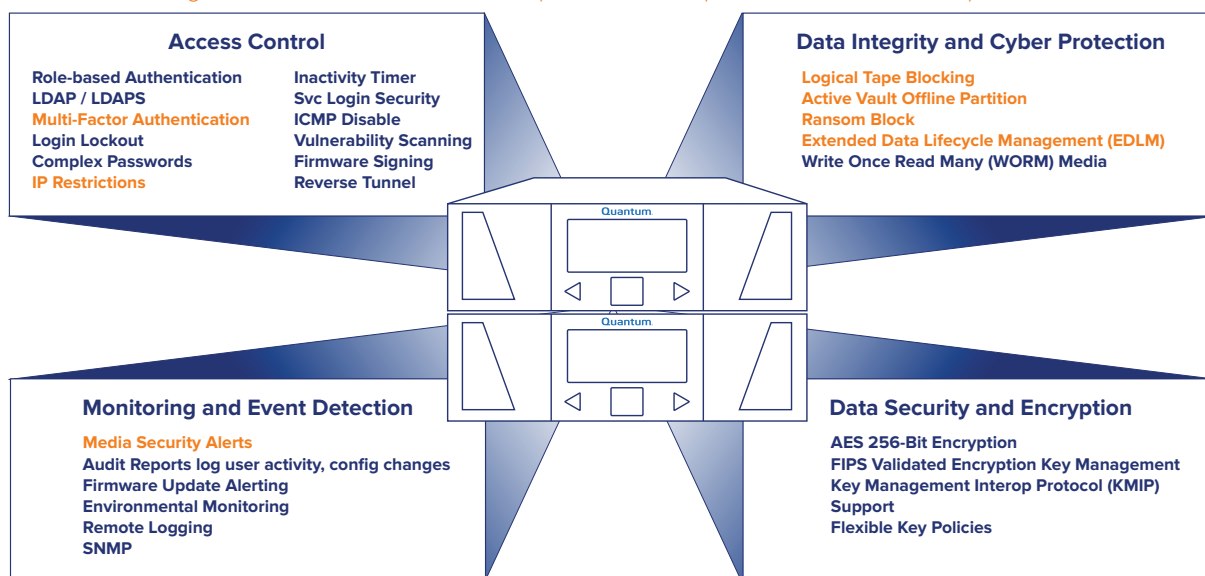 Access Control
Role-based Authentication
LDAP / LDAPS
Multi-Factor Authentication
Login Lockout
Complex Passwords
IP Restrictions
Inactivity Timer
Svc Login Security
ICMP Disable
Vulnerability Scanning
Firmware Signing
Reverse Tunnel
Data Integrity and Cyber Protection
Logical Tape Blocking
Active Vault Offline Partition
Ransom Block
Extended Data Lifecycle Management (EDLM)
Write Once Read Many (WORM) Media
Quantum
Quantum
Monitoring and Event Detection
Media Security Alerts
Audit Reports log user activity, config changes
Firmware Update Alerting
Environmental Monitoring
Remote Logging
SNMP
Data Security and Encryption
AES 256-Bit Encryption
FIPS Validated Encryption Key Management
Key Management Interop Protocol (KMIP)
Support
Flexible Key Policies